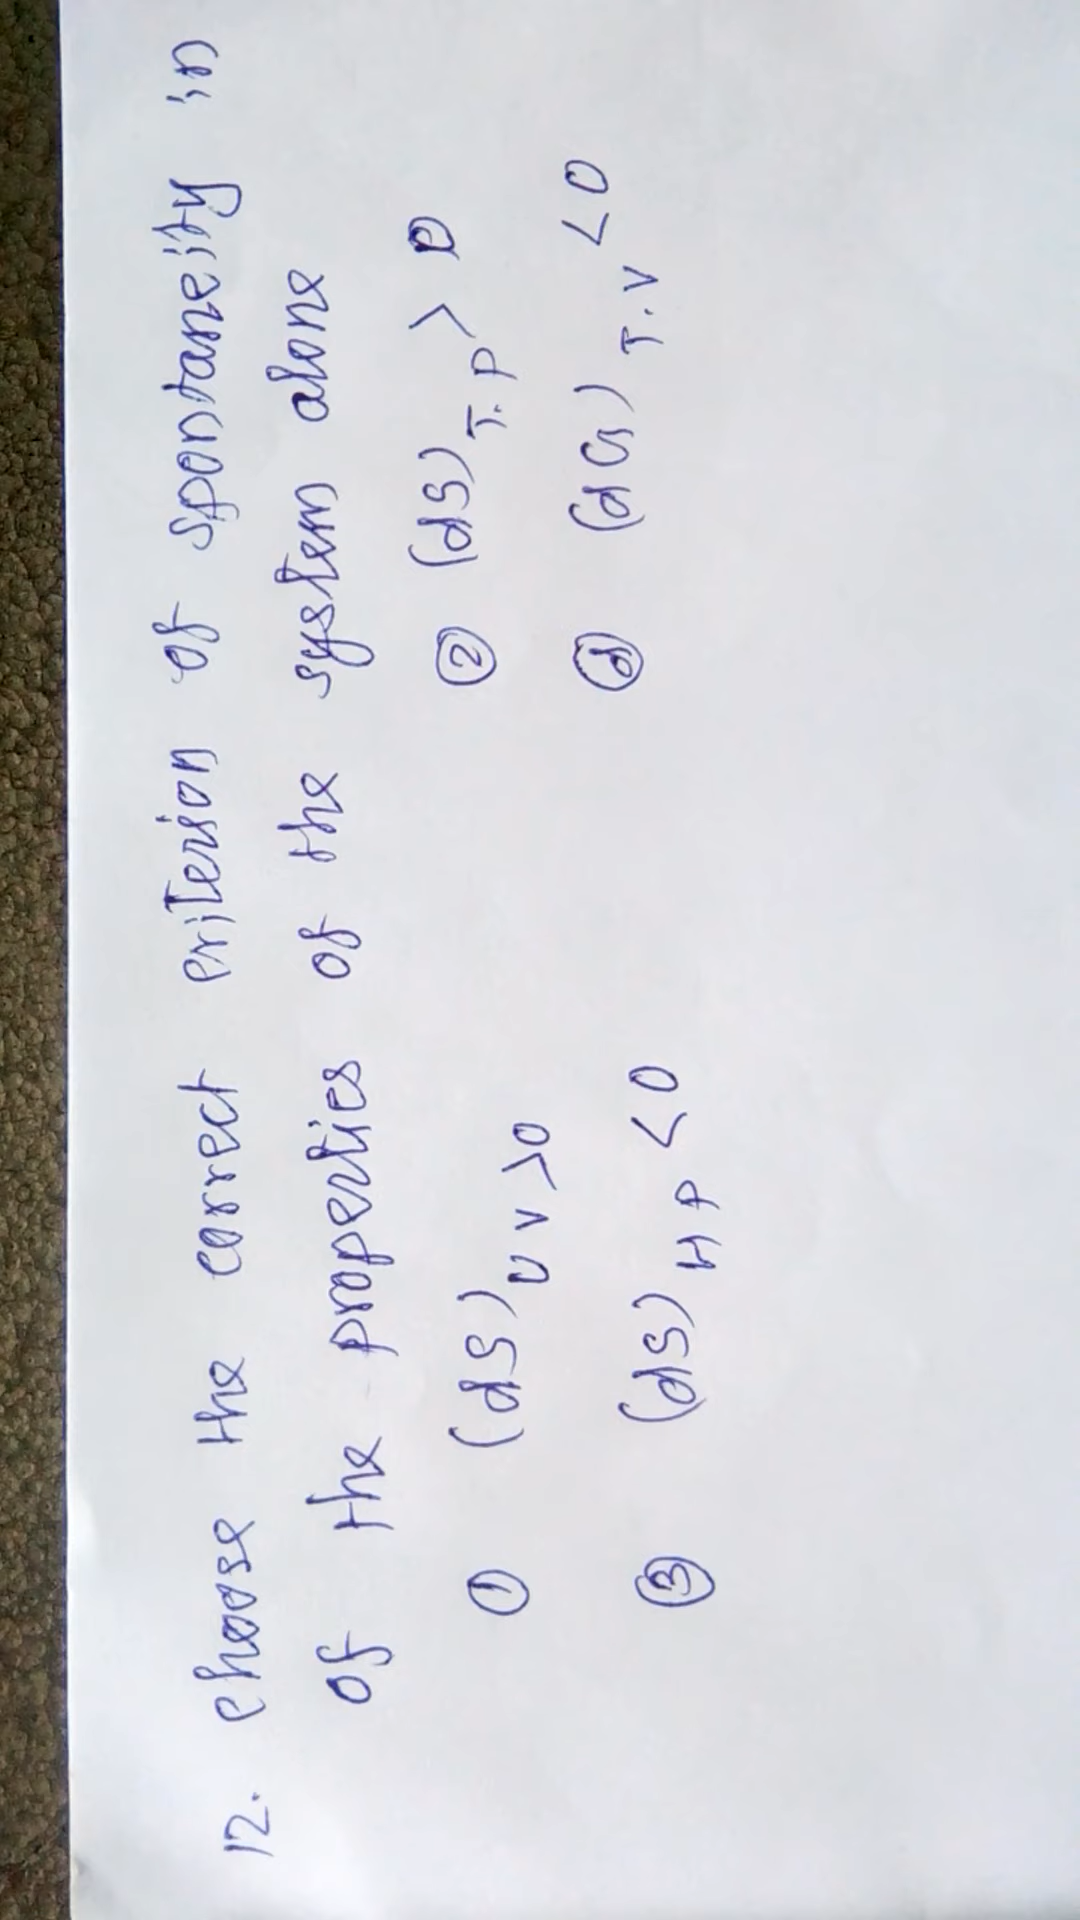 12. choose the correct criterion of spontaneity in
of the properties of the system alone
① (dS)U V >0 ② (dS)T.P > 0
③ (dS)H P <0 ④ (dG)T.V <0